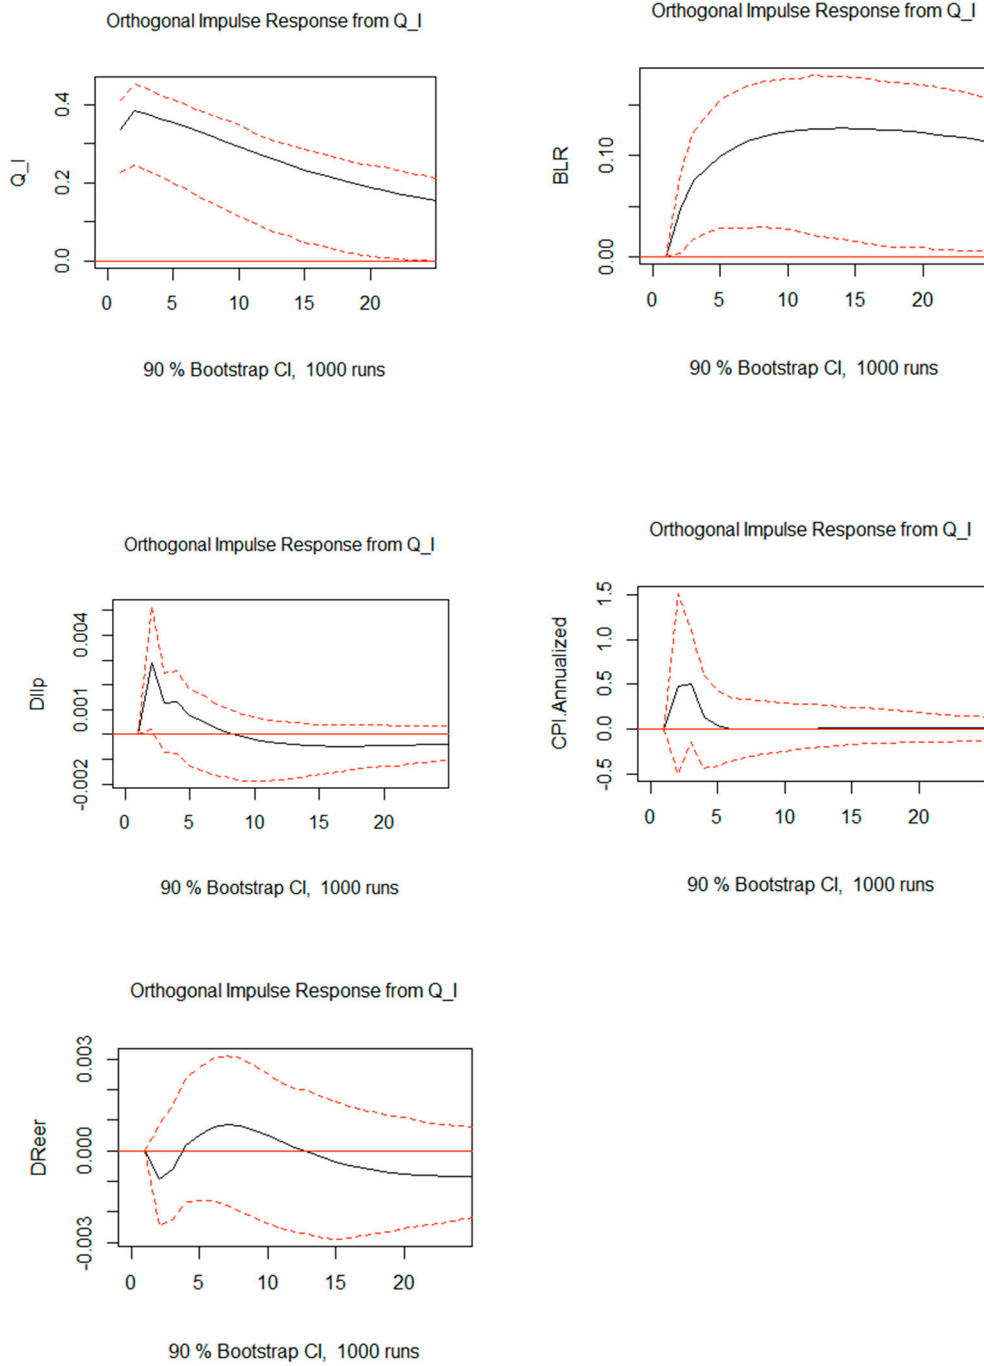 Orthogonal Impulse Response from Q_I
Q_I
0.4
0.2
0.0
0 5 10 15 20
90 % Bootstrap CI, 1000 runs
Orthogonal Impulse Response from Q_I
BLR
0.10
0.00
0 5 10 15 20
90 % Bootstrap CI, 1000 runs
Orthogonal Impulse Response from Q_I
DIIp
0.004
0.001
-0.002
0 5 10 15 20
90 % Bootstrap CI, 1000 runs
Orthogonal Impulse Response from Q_I
CPI.Annualized
1.5
1.0
0.5
0.0
-0.5
0 5 10 15 20
90 % Bootstrap CI, 1000 runs
Orthogonal Impulse Response from Q_I
DReer
0.003
0.000
-0.003
0 5 10 15 20
90 % Bootstrap CI, 1000 runs